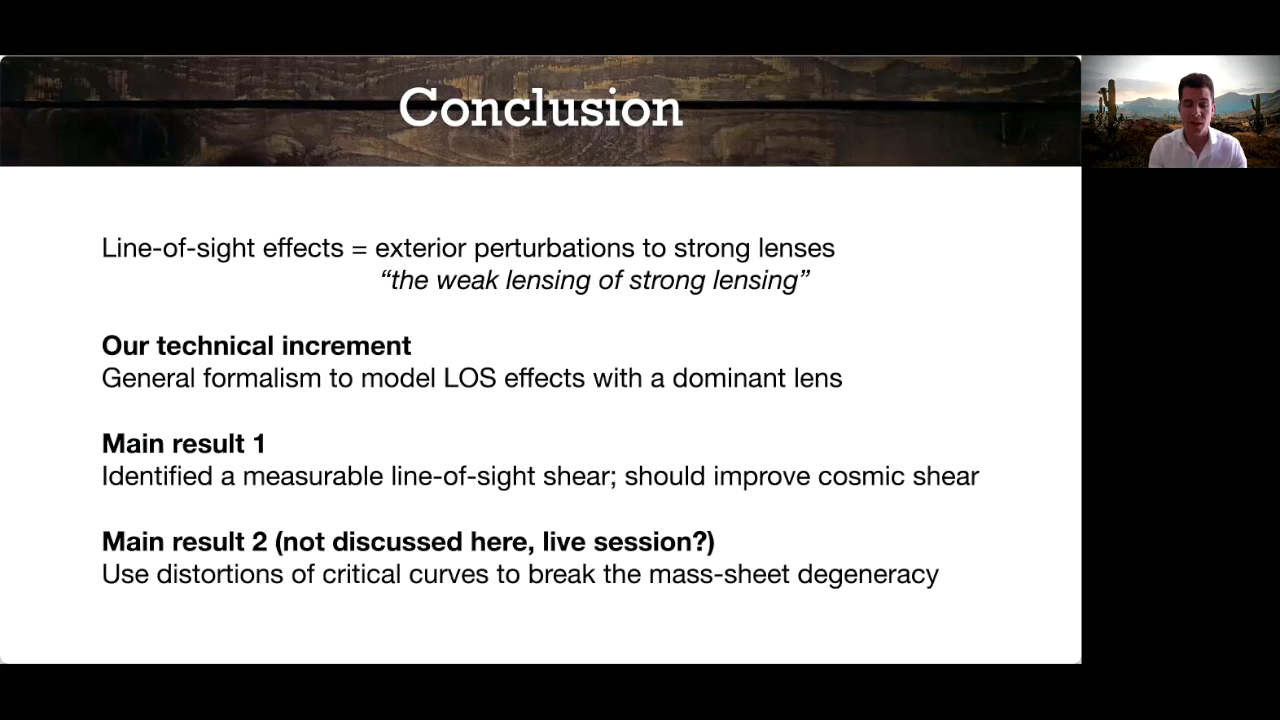 Conclusion
Line-of-sight effects = exterior perturbations to strong lenses
“the weak lensing of strong lensing”
Our technical increment
General formalism to model LOS effects with a dominant lens
Main result 1
Identified a measurable line-of-sight shear; should improve cosmic shear
Main result 2 (not discussed here, live session?)
Use distortions of critical curves to break the mass-sheet degeneracy